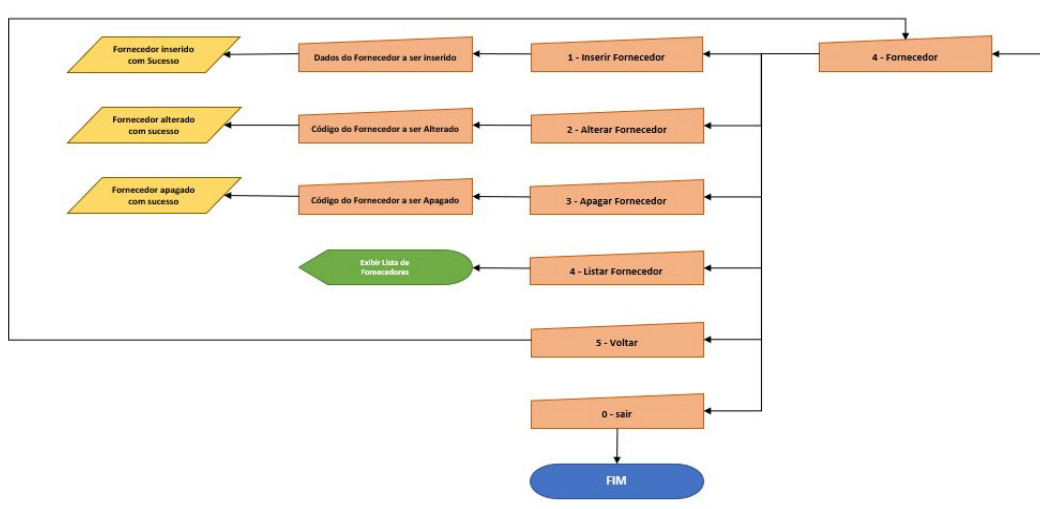 Fornecedor inserido
com Sucesso
Dados do Fornecedor a ser inserido
1 - Inserir Fornecedor
4 - Fornecedor
Fornecedor alterado
com sucesso
Código do Fornecedor a ser Alterado
2 - Alterar Fornecedor
Fornecedor apagado
com sucesso
Código do Fornecedor a ser Apagado
3 - Apagar Fornecedor
Exibir Lista de
Fornecedores
4 - Listar Fornecedor
5 - Voltar
0 - sair
FIM